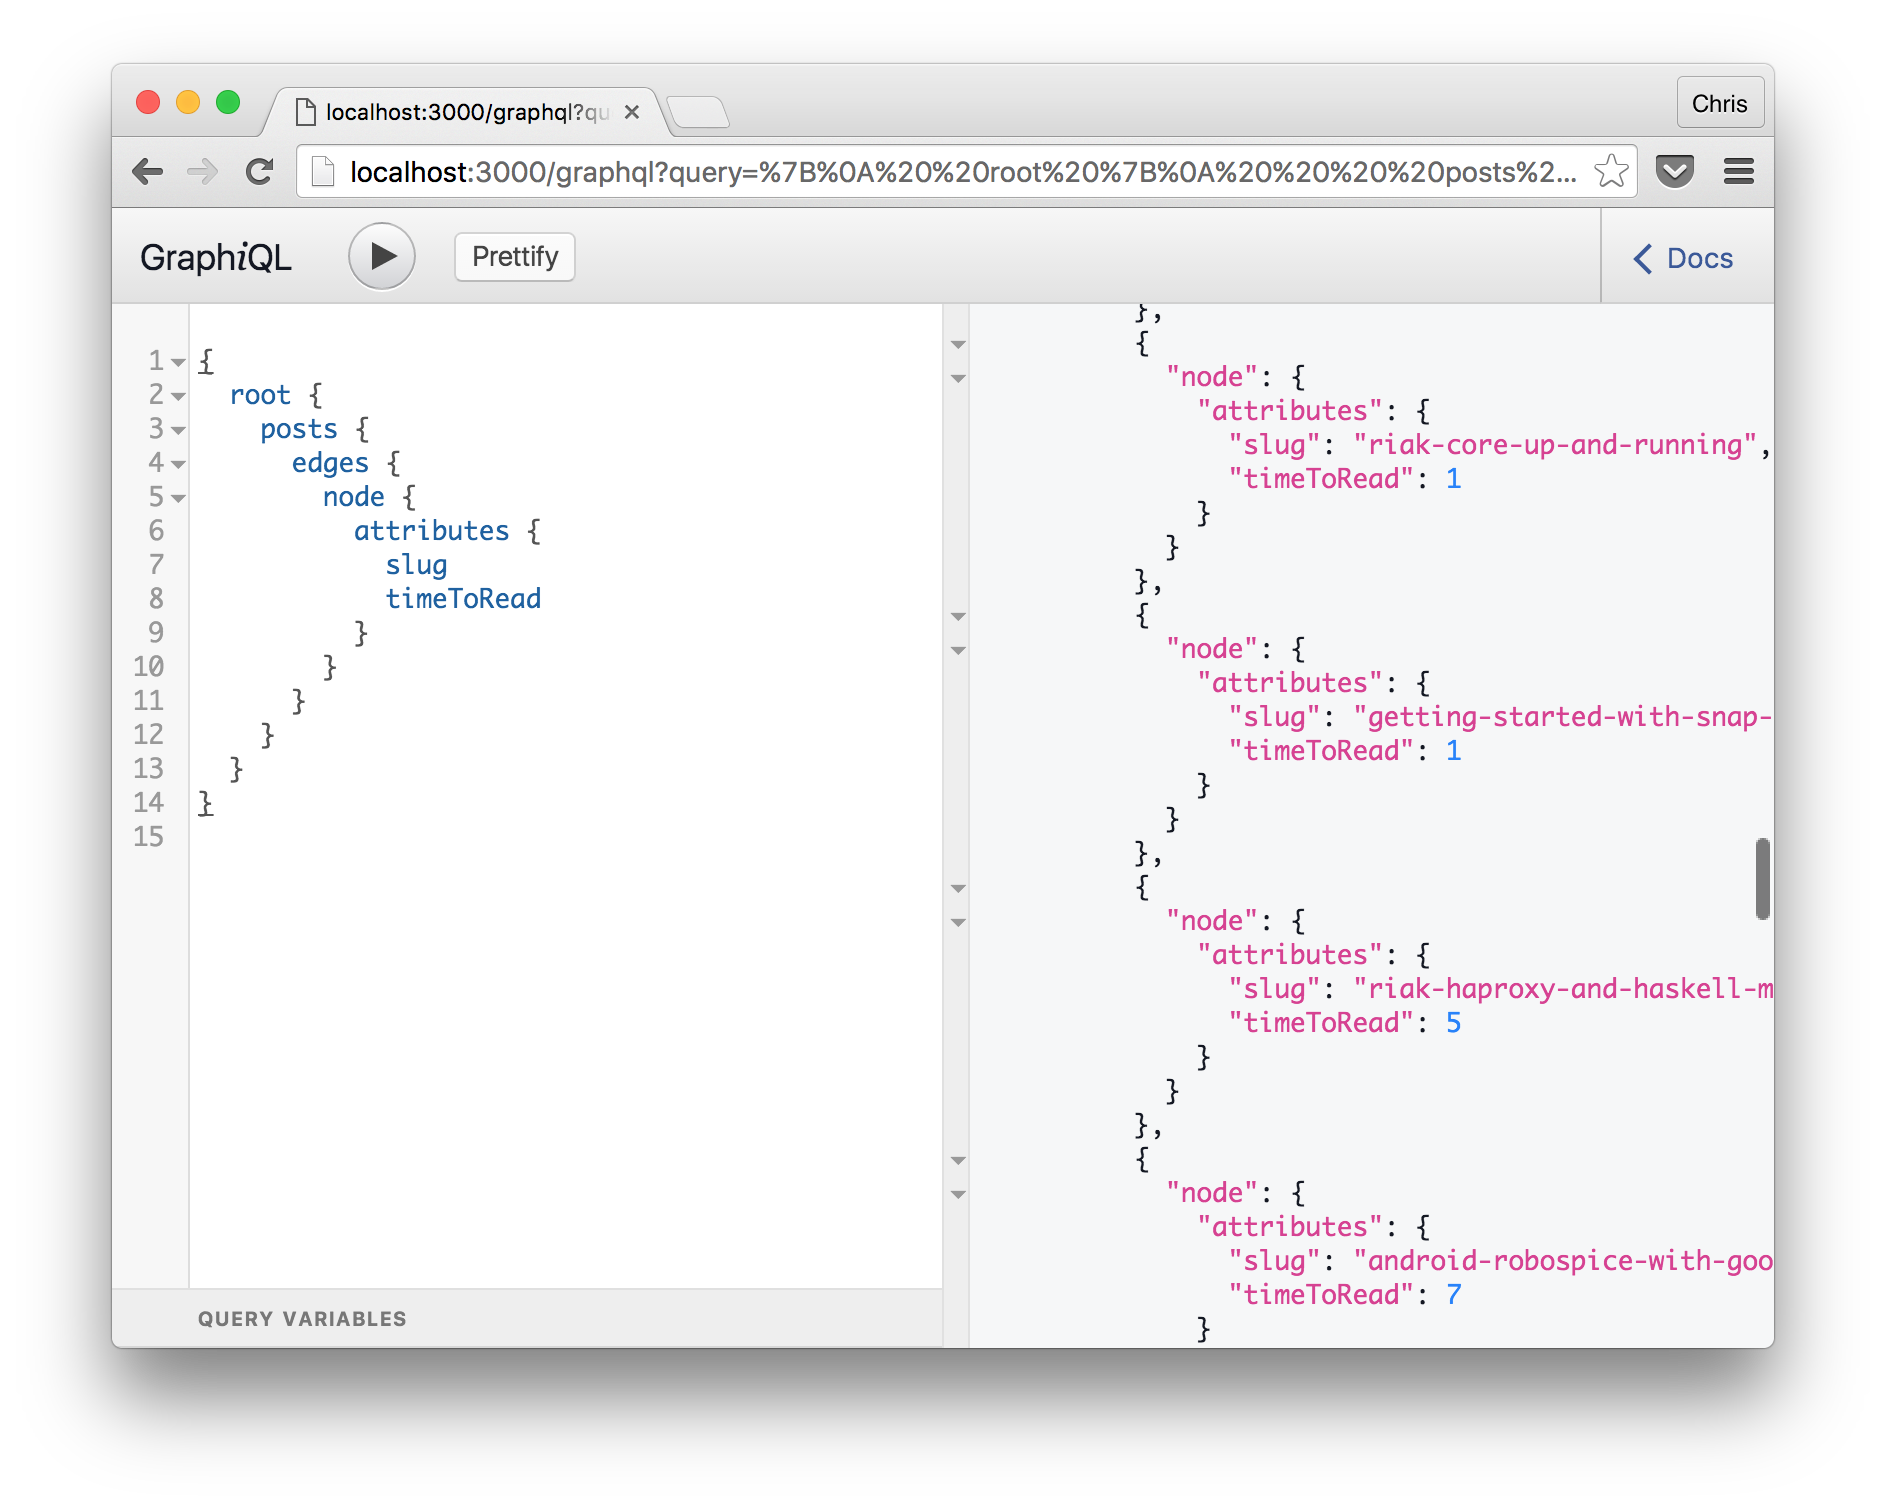 localhost:3000/graphql?qu
Chris
localhost:3000/graphql?query=%7B%0A%20%20root%20%7B%0A%20%20%20%20posts%2...
GraphiQL
Prettify
Docs
1 {
2 root {
3 posts {
4 edges {
5 node {
6 attributes {
7 slug
8 timeToRead
9 }
10 }
11 }
12 }
13 }
14 }
15
QUERY VARIABLES
},
{
"node": {
"attributes": {
"slug": "riak-core-up-and-running",
"timeToRead": 1
}
}
},
{
"node": {
"attributes": {
"slug": "getting-started-with-snap-
"timeToRead": 1
}
}
},
{
"node": {
"attributes": {
"slug": "riak-haproxy-and-haskell-m
"timeToRead": 5
}
}
},
{
"node": {
"attributes": {
"slug": "android-robospice-with-goo
"timeToRead": 7
}